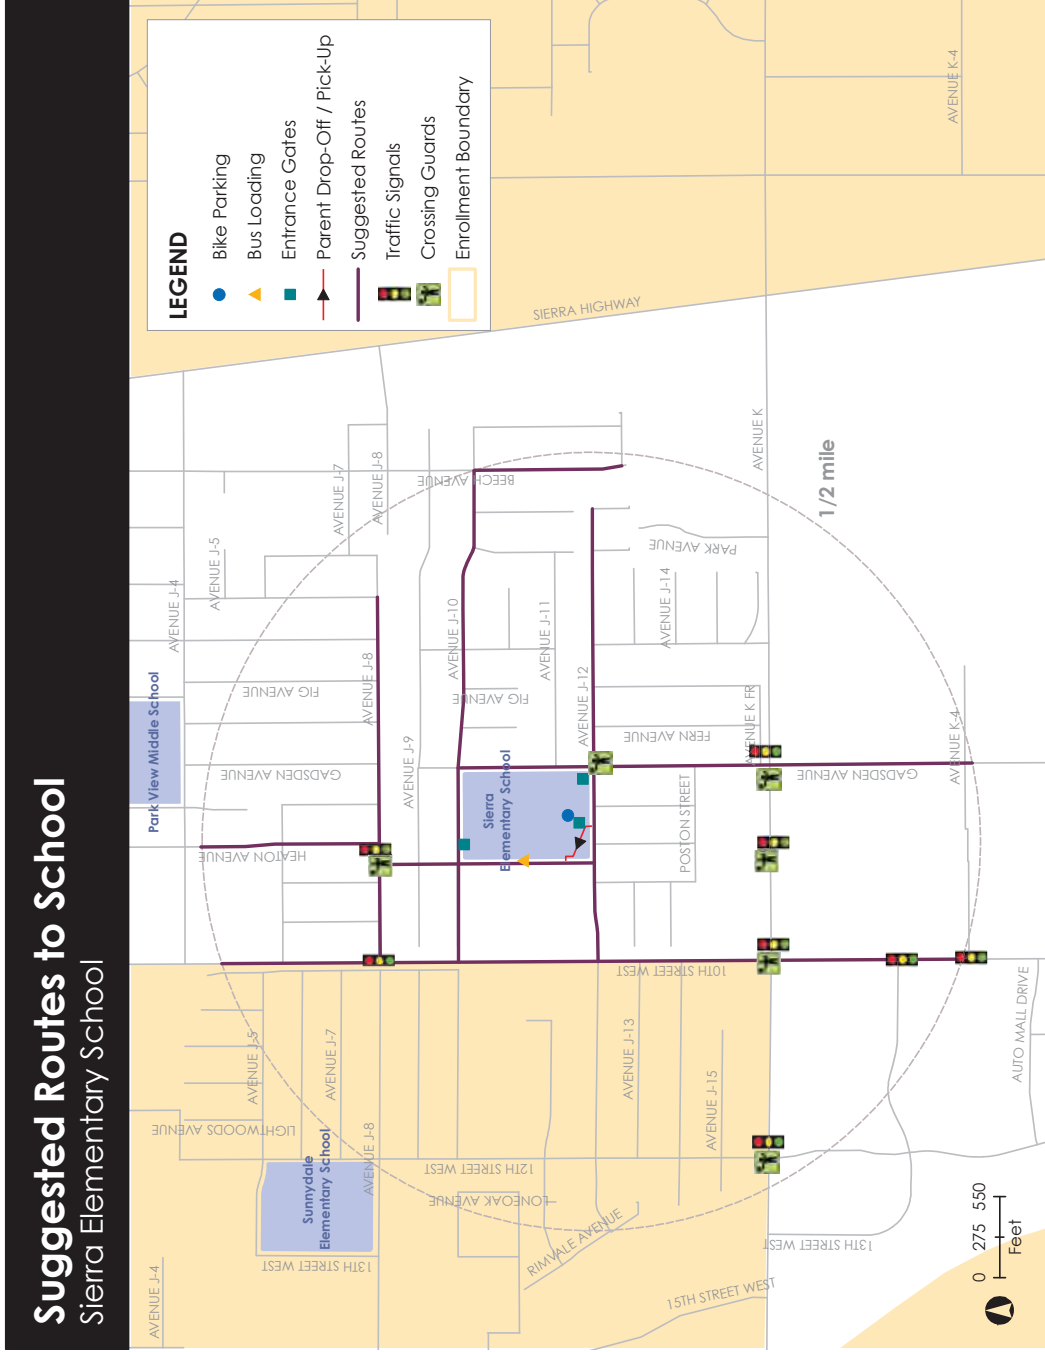 Suggested Routes to School
Sierra Elementary School
LEGEND
Bike Parking
Bus Loading
Entrance Gates
Parent Drop-Off / Pick-Up
Suggested Routes
Traffic Signals
Crossing Guards
Enrollment Boundary
AVENUE J-4
Park View Middle School
AVENUE J-4
AVENUE J-5
AVENUE J-7
AVENUE J-8
BEECH AVENUE
SIERRA HIGHWAY
AVENUE K-4
FIG AVENUE
AVENUE J-8
GADSDEN AVENUE
HEATON AVENUE
AVENUE J-9
AVENUE J-10
FIG AVENUE
AVENUE J-11
AVENUE J-12
Sierra
Elementary School
PARK AVENUE
AVENUE J-14
FERN AVENUE
AVENUE K
1/2 mile
AVENUE K FR
POSTON STREET
GADSDEN AVENUE
AVENUE K-4
10TH STREET WEST
AVENUE J-5
AVENUE J-7
LIGHTWOODS AVENUE
Sunnydale
Elementary School
AVENUE J-8
13TH STREET WEST
12TH STREET WEST
LONEOAK AVENUE
RIMVALE AVENUE
AVENUE J-13
AVENUE J-15
15TH STREET WEST
13TH STREET WEST
AUTO MALL DRIVE
0 275 550
Feet